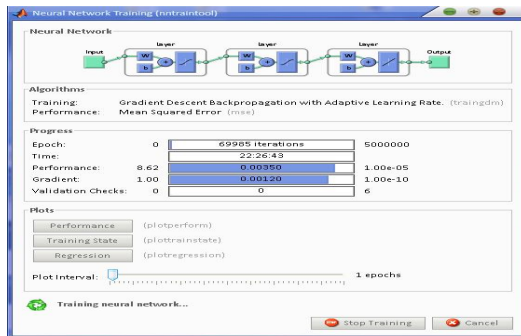 Neural Network Training (nntraintool)
Neural Network
Layer Layer Layer
Input Output
W W W
b b b
+ + +
Algorithms
Training: Gradient Descent Backpropagation with Adaptive Learning Rate. (traingdm)
Performance: Mean Squared Error (mse)
Progress
Epoch: 0 69985 iterations 5000000
Time: 22:26:43
Performance: 8.62 0.00350 1.00e-05
Gradient: 1.00 0.00120 1.00e-10
Validation Checks: 0 0 6
Plots
Performance (plotperform)
Training State (plottrainstate)
Regression (plotregression)
Plot Interval: 1 epochs
Training neural network...
Stop Training Cancel